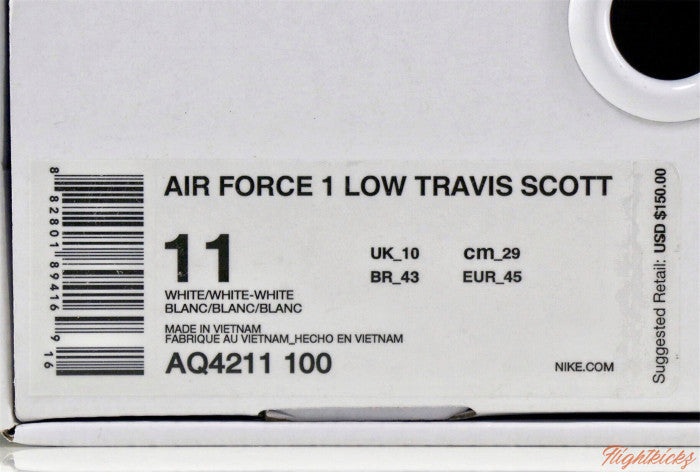 AIR FORCE 1 LOW TRAVIS SCOTT
11
UK_10 cm_29
BR_43 EUR_45
WHITE/WHITE-WHITE
BLANC/BLANC/BLANC
MADE IN VIETNAM
FABRIQUE AU VIETNAM_HECHO EN VIETNAM
AQ4211 100
NIKE.COM
8 82801 89416 9 16
Suggested Retail: USD $150.00
flightkickz